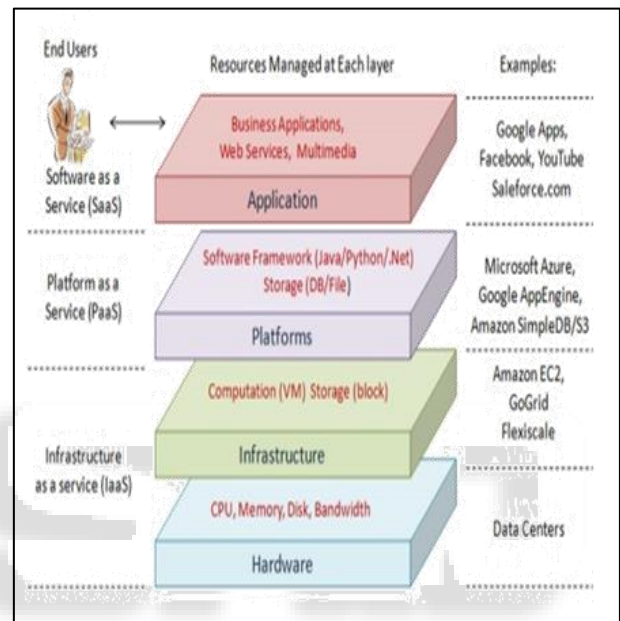 End Users
Resources Managed at Each layer
Examples:
Business Applications,
Web Services, Multimedia
Application
Google Apps,
Facebook, YouTube
Saleforce.com
Software as a
Service (SaaS)
Software Framework (Java/Python/.Net)
Storage (DB/File)
Platforms
Platform as a
Service (PaaS)
Microsoft Azure,
Google AppEngine,
Amazon SimpleDB/S3
Computation (VM) Storage (block)
Infrastructure
Amazon EC2,
GoGrid
Flexiscale
Infrastructure
as a service (IaaS)
CPU, Memory, Disk, Bandwidth
Hardware
Data Centers